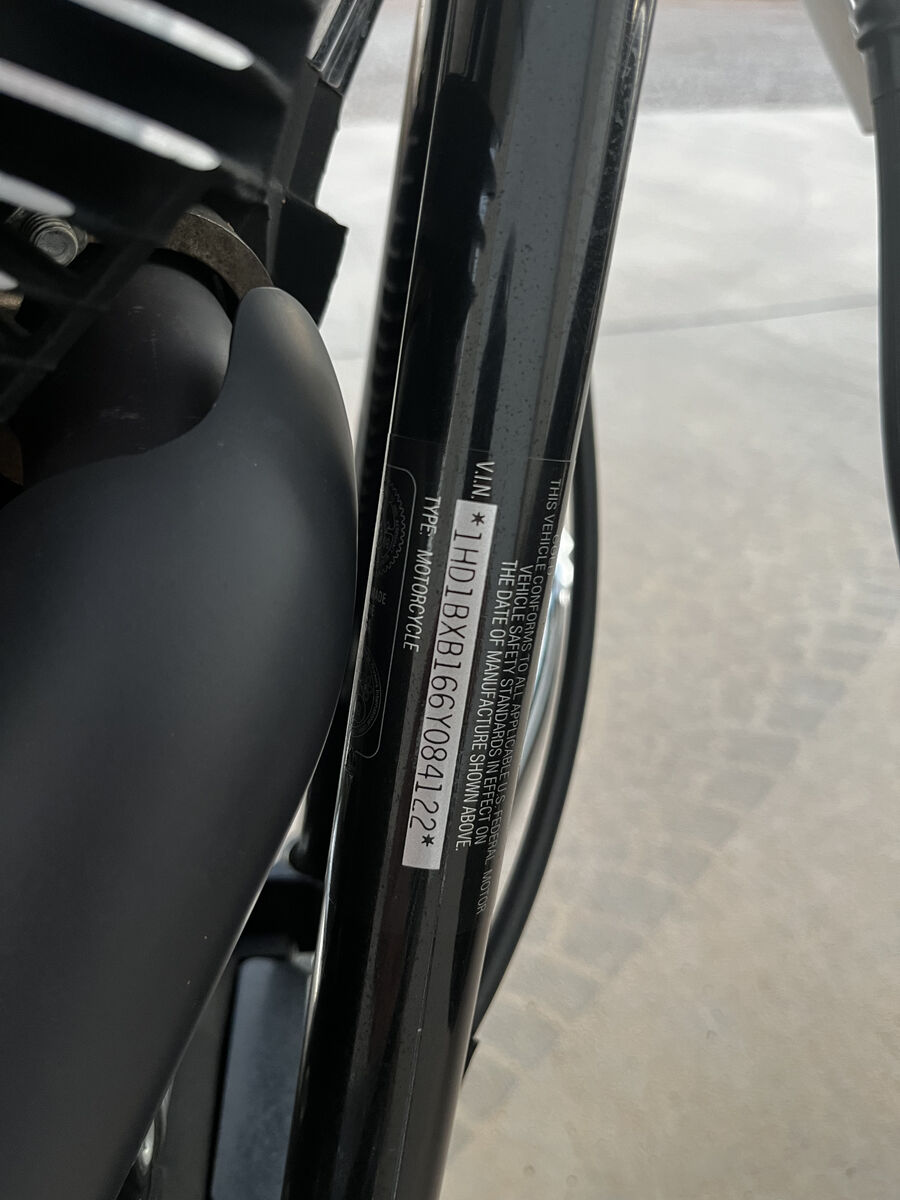 THIS VEHICLE CONFORMS TO ALL APPLICABLE U.S. FEDERAL MOTOR
VEHICLE SAFETY STANDARDS IN EFFECT ON
THE DATE OF MANUFACTURE SHOWN ABOVE.
V.I.N. *1HD1BXB166Y084122*
TYPE: MOTORCYCLE